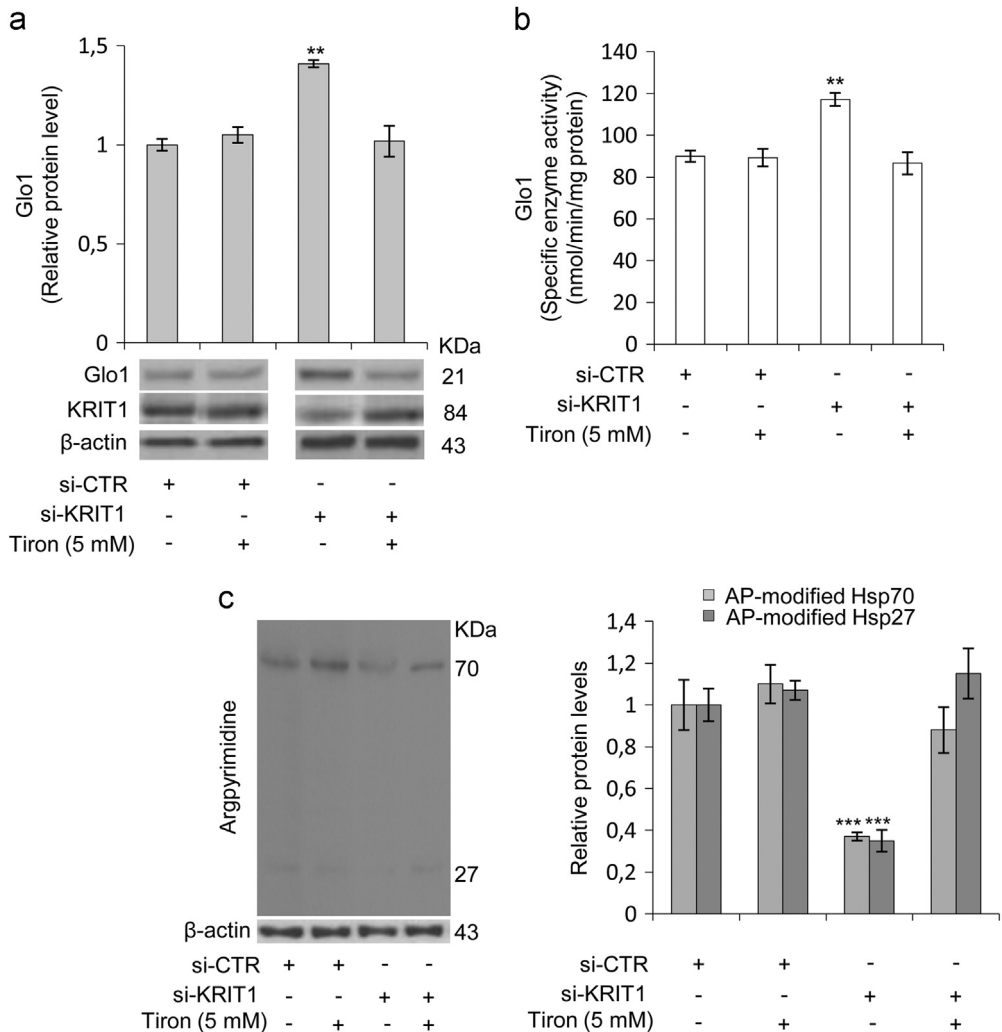 a
Glo1
(Relative protein level)
1,5
1
0,5
0
**
KDa
Glo1 21
KRIT1 84
β-actin 43
si-CTR + + - -
si-KRIT1 - - + +
Tiron (5 mM) - + - +
b
Glo1
(Specific enzyme activity)
(nmol/min/mg protein)
140
120
100
80
60
40
20
0
**
si-CTR + + - -
si-KRIT1 - - + +
Tiron (5 mM) - + - +
c
KDa
Argpyrimidine
70
27
β-actin 43
si-CTR + + - -
si-KRIT1 - - + +
Tiron (5 mM) - + - +
AP-modified Hsp70
AP-modified Hsp27
Relative protein levels
1,4
1,2
1
0,8
0,6
0,4
0,2
0
*** ***
si-CTR + + - -
si-KRIT1 - - + +
Tiron (5 mM) - + - +